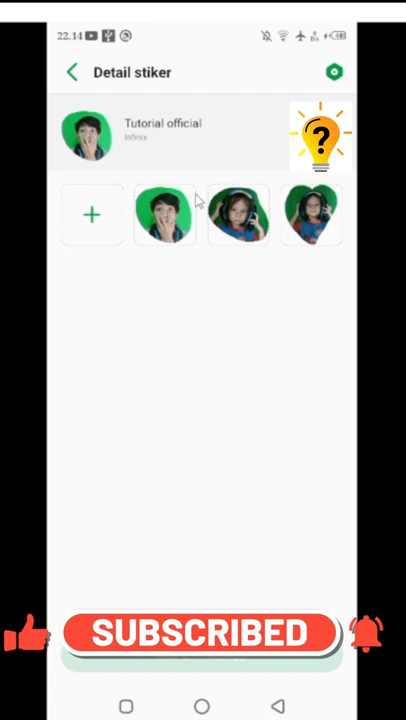 22.14
Detail stiker
Tutorial official
Infinix
?
+
SUBSCRIBED